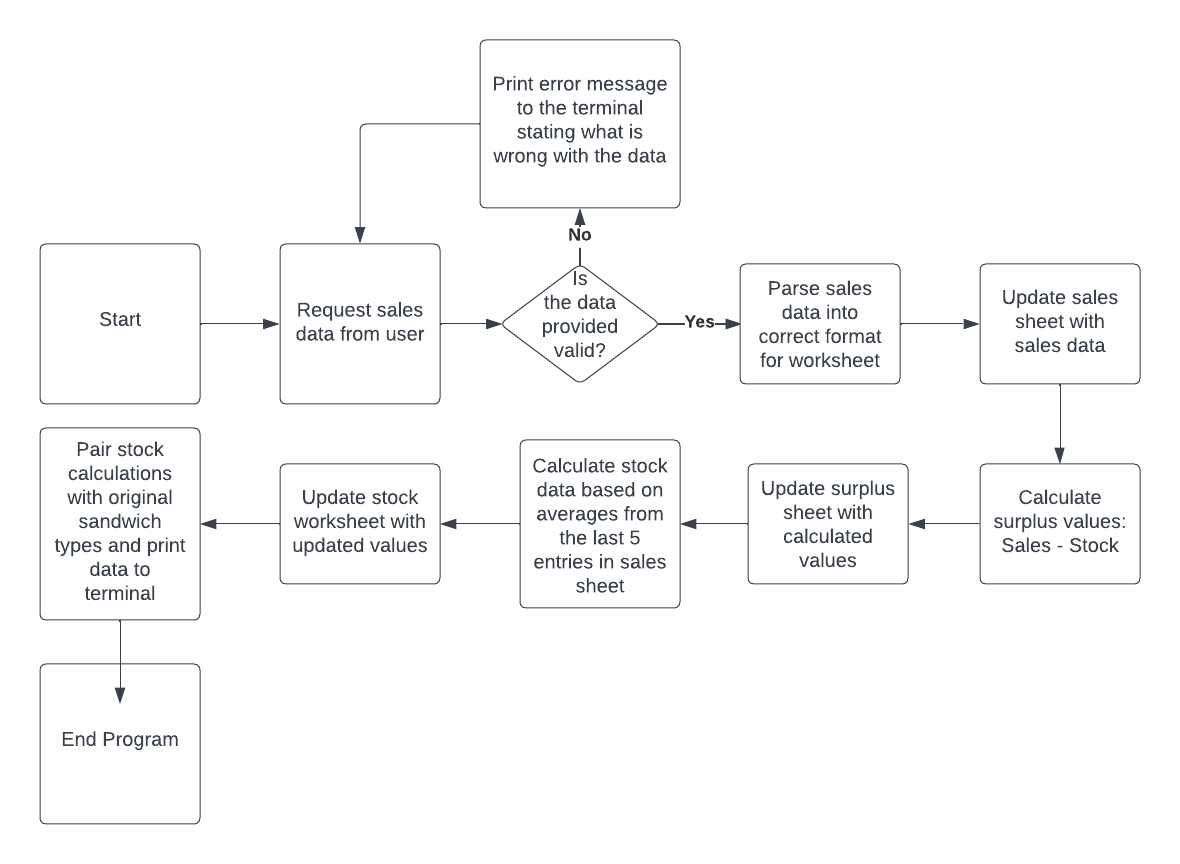 Print error message
to the terminal
stating what is
wrong with the data
No
Start
Request sales
data from user
Is
the data
provided
valid?
Yes
Parse sales
data into
correct format
for worksheet
Update sales
sheet with
sales data
Calculate
surplus values:
Sales - Stock
Update surplus
sheet with
calculated
values
Calculate stock
data based on
averages from
the last 5
entries in sales
sheet
Update stock
worksheet with
updated values
Pair stock
calculations
with original
sandwich
types and print
data to
terminal
End Program